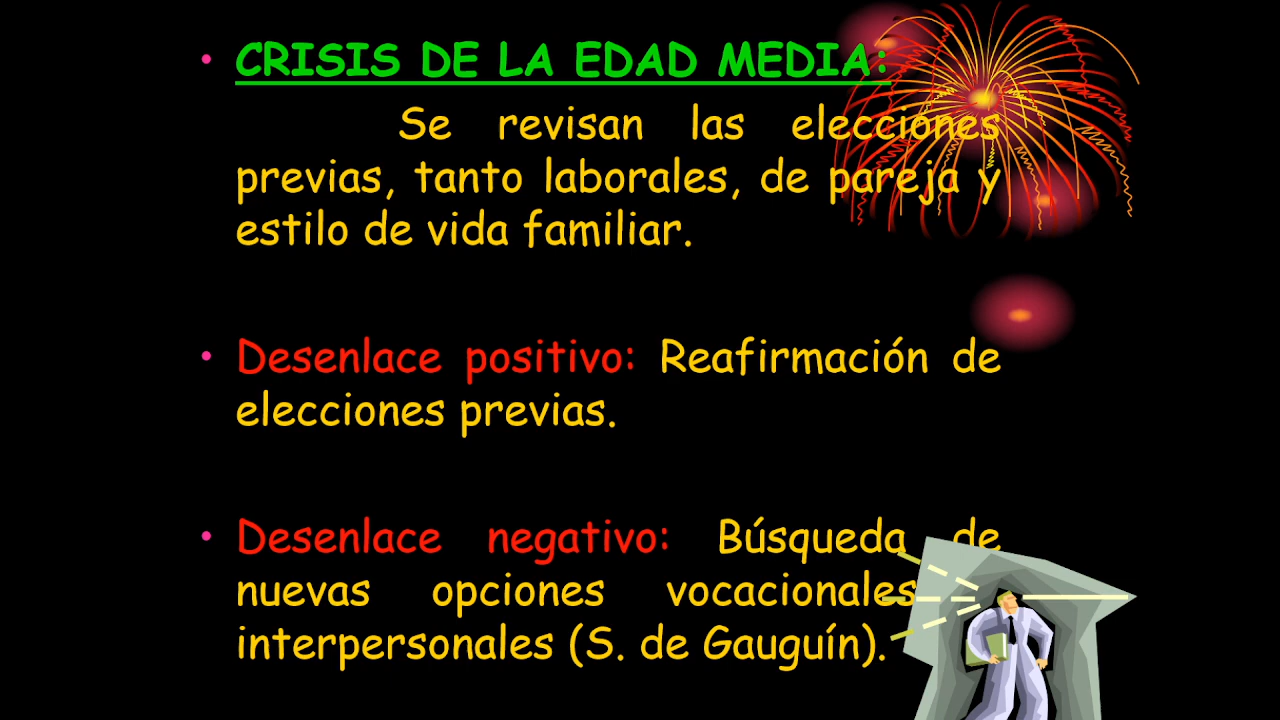 • CRISIS DE LA EDAD MEDIA:
Se revisan las elecciones
previas, tanto laborales, de pareja y
estilo de vida familiar.
• Desenlace positivo: Reafirmación de
elecciones previas.
• Desenlace negativo: Búsqueda de
nuevas opciones vocacionales
interpersonales (S. de Gauguín).